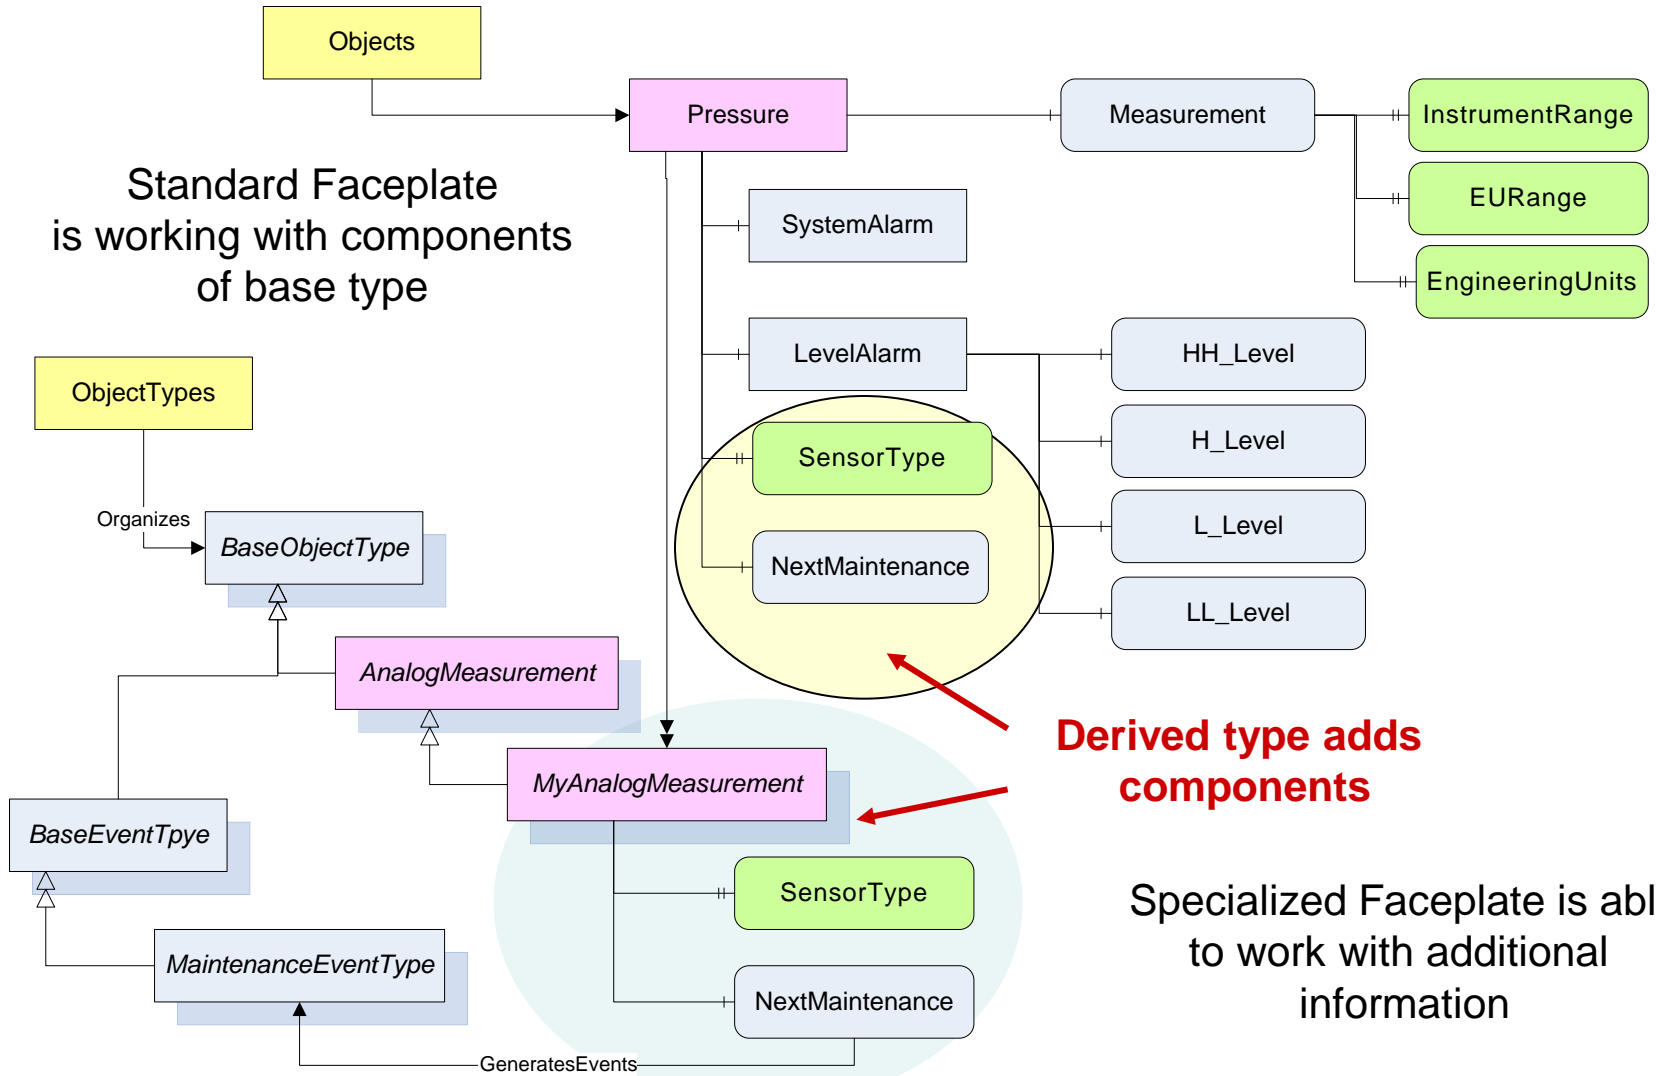 Objects
Pressure
Measurement
InstrumentRange
EURange
EngineeringUnits
Standard Faceplate
is working with components
of base type
SystemAlarm
LevelAlarm
HH_Level
H_Level
L_Level
LL_Level
SensorType
NextMaintenance
ObjectTypes
Organizes
BaseObjectType
AnalogMeasurement
MyAnalogMeasurement
Derived type adds
components
BaseEventTpye
SensorType
MaintenanceEventType
NextMaintenance
GeneratesEvents
Specialized Faceplate is abl
to work with additional
information